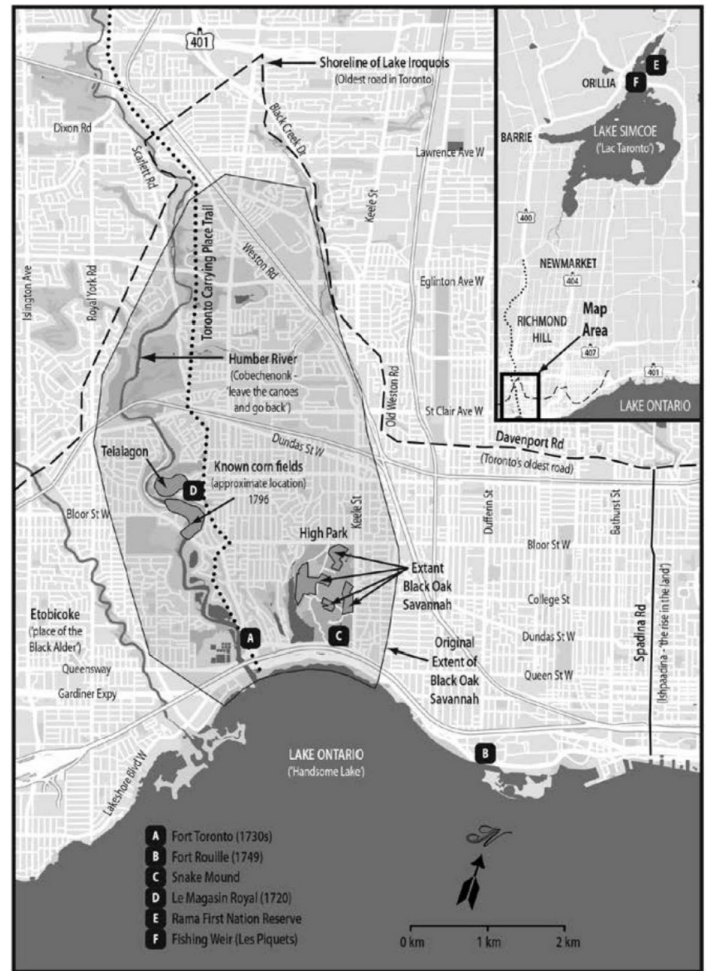 401
Shoreline of Lake Iroquois
(Oldest road in Toronto)
Dixon Rd
Scarlett Rd
Black Creek Dr
Lawrence Ave W
Keele St
Islington Ave
Royal York Rd
Toronto Carrying Place Trail
Weston Rd
Eglinton Ave W
Humber River
(Cobechenonk -
'leave the canoes
and go back')
Old Weston Rd
St Clair Ave W
Dundas St W
Davenport Rd
(Toronto's oldest road)
Teiaiagon
D
Known corn fields
(approximate location)
1796
Keele St
Dufferin St
Bathurst St
Bloor St W
High Park
Bloor St W
Extant
Black Oak
Savannah
College St
Etobicoke
('place of the
Black Alder')
A
C
Original
Extent of
Black Oak
Savannah
Dundas St W
Queen St W
Spadina Rd
(Ishpaadina - 'the rise in the land')
Queensway
Gardiner Expy
Lakeshore Blvd W
B
LAKE ONTARIO
('Handsome Lake')
A Fort Toronto (1730s)
B Fort Rouille (1749)
C Snake Mound
D Le Magasin Royal (1720)
E Rama First Nation Reserve
F Fishing Weir (Les Piquets)
N
0 km 1 km 2 km
E
ORILLIA
F
BARRIE
LAKE SIMCOE
('Lac Taronto')
400
NEWMARKET
404
RICHMOND
HILL
Map
Area
407
401
LAKE ONTARIO